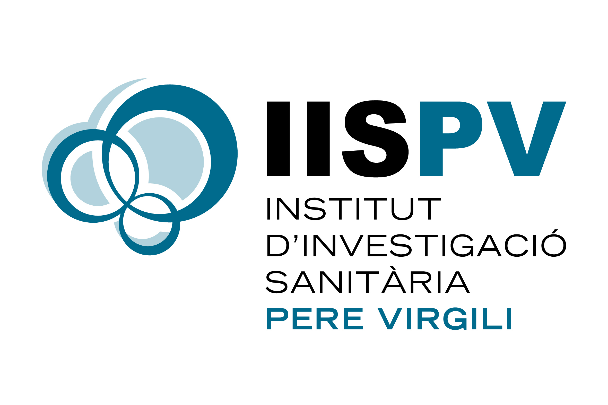 IISPV
INSTITUT
D'INVESTIGACIÓ
SANITÀRIA
PERE VIRGILI